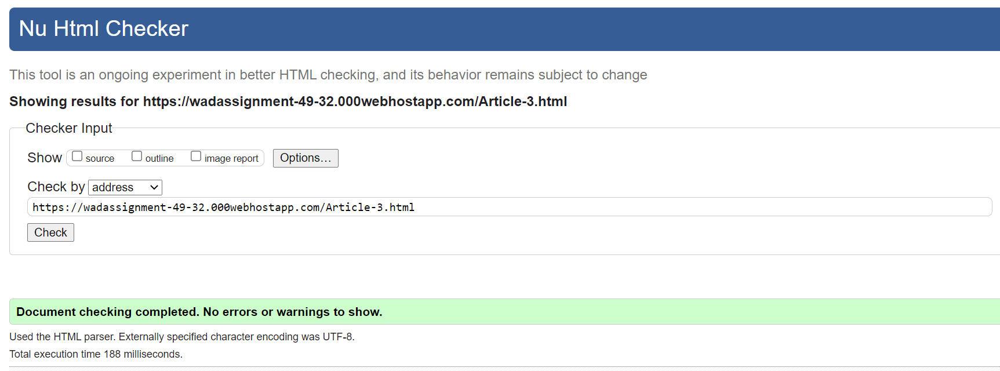 Nu Html Checker
This tool is an ongoing experiment in better HTML checking, and its behavior remains subject to change
Showing results for https://wadassignment-49-32.000webhostapp.com/Article-3.html
Checker Input
Show source outline image report Options...
Check by address
https://wadassignment-49-32.000webhostapp.com/Article-3.html
Check
Document checking completed. No errors or warnings to show.
Used the HTML parser. Externally specified character encoding was UTF-8.
Total execution time 188 milliseconds.